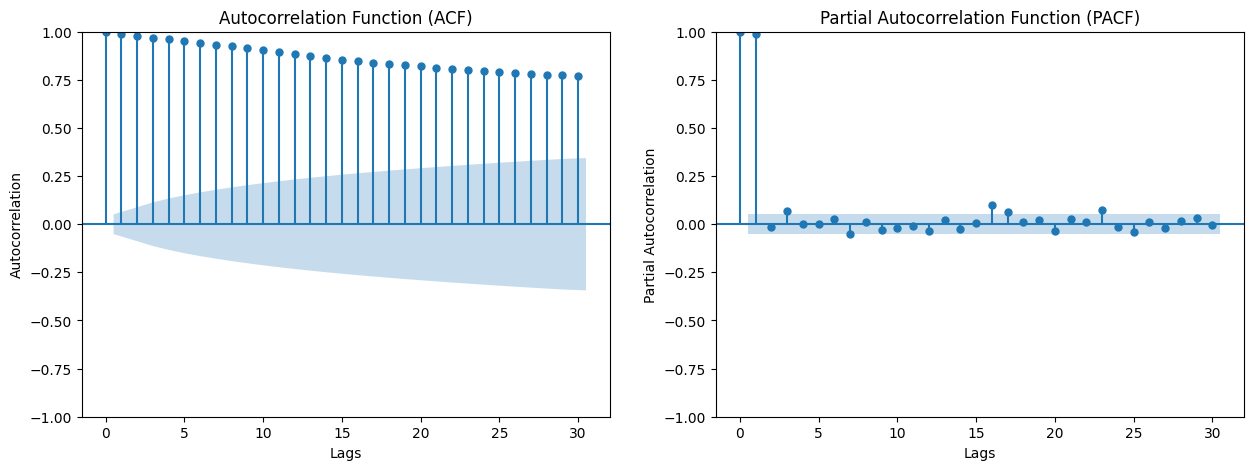 Autocorrelation Function (ACF)
1.00
0.75
0.50
0.25
0.00
−0.25
−0.50
−0.75
−1.00
Autocorrelation
0 5 10 15 20 25 30
Lags
Partial Autocorrelation Function (PACF)
1.00
0.75
0.50
0.25
0.00
−0.25
−0.50
−0.75
−1.00
Partial Autocorrelation
0 5 10 15 20 25 30
Lags